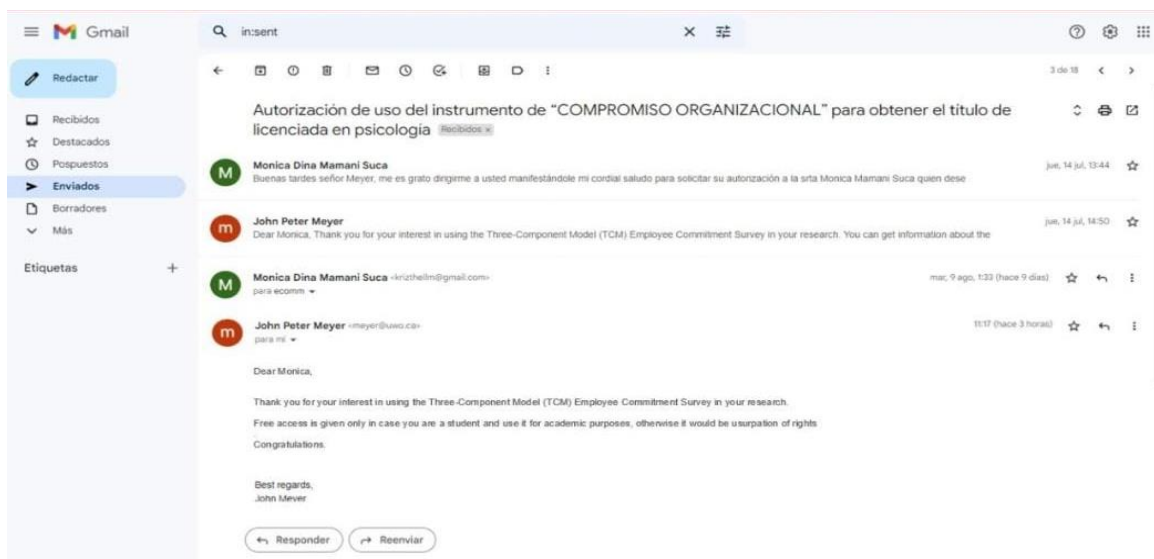 Gmail
in:sent
Redactar
3 de 18
Autorización de uso del instrumento de “COMPROMISO ORGANIZACIONAL” para obtener el título de
licenciada en psicología Recibidos x
Recibidos
Destacados
Pospuestos
Enviados
Borradores
Más
Etiquetas +
M
Monica Dina Mamani Suca
jue, 14 jul, 13:44
Buenas tardes señor Meyer, me es grato dirigirme a usted manifestándole mi cordial saludo para solicitar su autorización a la srta Monica Mamani Suca quien dese
m
John Peter Meyer
jue, 14 jul, 14:50
Dear Monica, Thank you for your interest in using the Three-Component Model (TCM) Employee Commitment Survey in your research. You can get information about the
M
Monica Dina Mamani Suca <krizthellm@gmail.com>
mar, 9 ago, 1:33 (hace 9 días)
para ecomm
m
John Peter Meyer <meyer@uwo.ca>
11:17 (hace 3 horas)
para mí
Dear Monica,
Thank you for your interest in using the Three-Component Model (TCM) Employee Commitment Survey in your research.
Free access is given only in case you are a student and use it for academic purposes, otherwise it would be usurpation of rights
Congratulations.
Best regards,
John Meyer
Responder
Reenviar